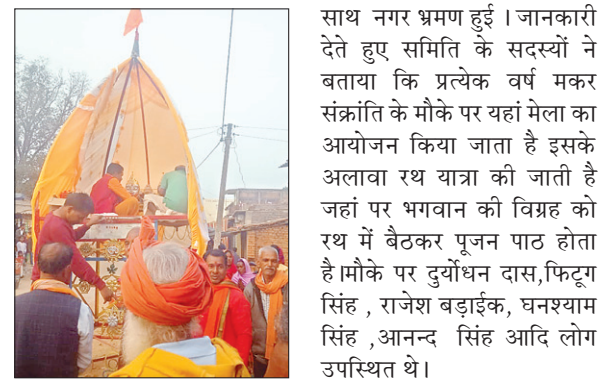 साथ नगर भ्रमण हुई । जानकारी
देते हुए समिति के सदस्यों ने
बताया कि प्रत्येक वर्ष मकर
संक्रांति के मौके पर यहां मेला का
आयोजन किया जाता है इसके
अलावा रथ यात्रा की जाती है
जहां पर भगवान की विग्रह को
रथ में बैठकर पूजन पाठ होता
है।मौके पर दुर्योधन दास,फिटूग
सिंह , राजेश बड़ाईक, घनश्याम
सिंह ,आनन्द सिंह आदि लोग
उपस्थित थे।